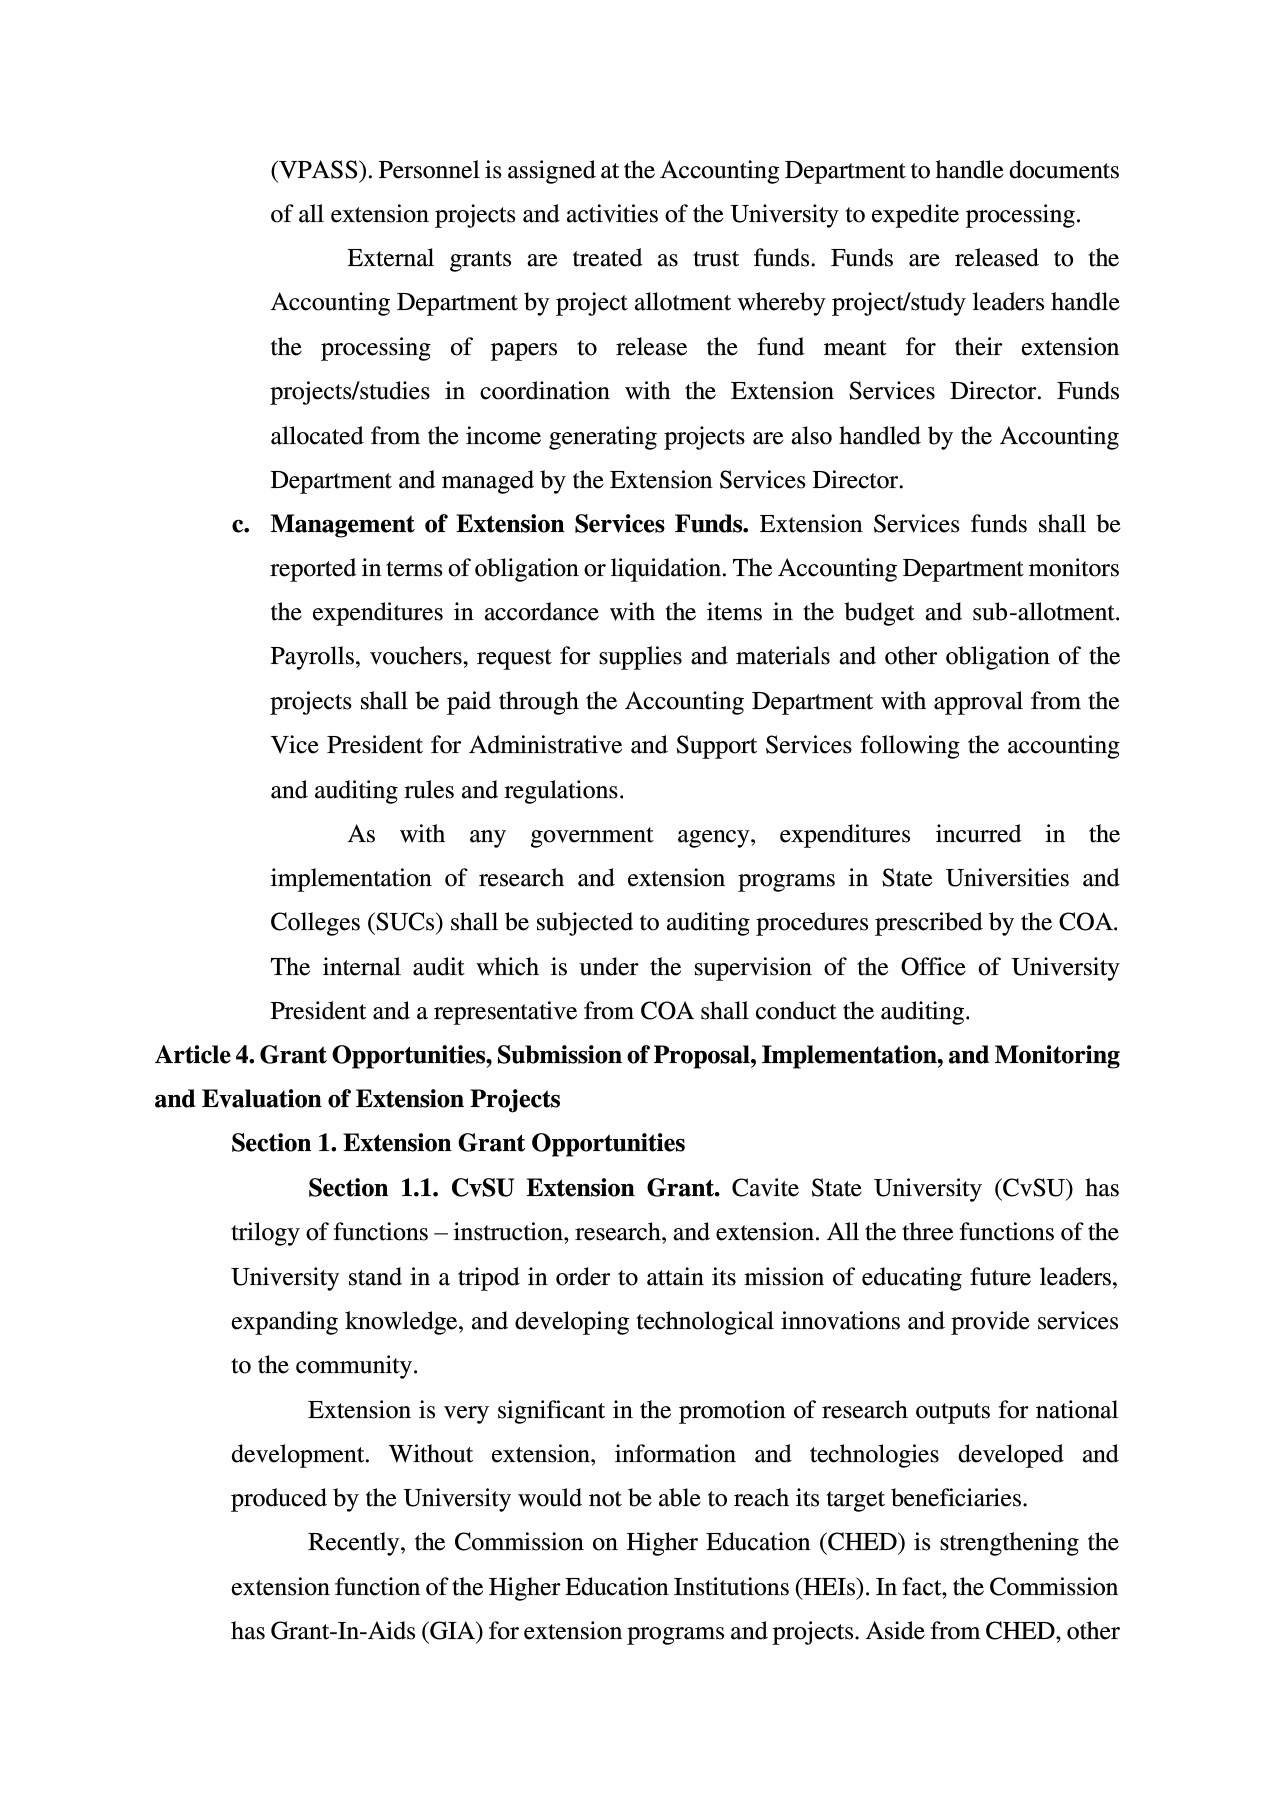 (VPASS). Personnel is assigned at the Accounting Department to handle documents
of all extension projects and activities of the University to expedite processing.
External grants are treated as trust funds. Funds are released to the
Accounting Department by project allotment whereby project/study leaders handle
the processing of papers to release the fund meant for their extension
projects/studies in coordination with the Extension Services Director. Funds
allocated from the income generating projects are also handled by the Accounting
Department and managed by the Extension Services Director.
c. Management of Extension Services Funds. Extension Services funds shall be
reported in terms of obligation or liquidation. The Accounting Department monitors
the expenditures in accordance with the items in the budget and sub-allotment.
Payrolls, vouchers, request for supplies and materials and other obligation of the
projects shall be paid through the Accounting Department with approval from the
Vice President for Administrative and Support Services following the accounting
and auditing rules and regulations.
As with any government agency, expenditures incurred in the
implementation of research and extension programs in State Universities and
Colleges (SUCs) shall be subjected to auditing procedures prescribed by the COA.
The internal audit which is under the supervision of the Office of University
President and a representative from COA shall conduct the auditing.
Article 4. Grant Opportunities, Submission of Proposal, Implementation, and Monitoring
and Evaluation of Extension Projects
Section 1. Extension Grant Opportunities
Section 1.1. CvSU Extension Grant. Cavite State University (CvSU) has
trilogy of functions – instruction, research, and extension. All the three functions of the
University stand in a tripod in order to attain its mission of educating future leaders,
expanding knowledge, and developing technological innovations and provide services
to the community.
Extension is very significant in the promotion of research outputs for national
development. Without extension, information and technologies developed and
produced by the University would not be able to reach its target beneficiaries.
Recently, the Commission on Higher Education (CHED) is strengthening the
extension function of the Higher Education Institutions (HEIs). In fact, the Commission
has Grant-In-Aids (GIA) for extension programs and projects. Aside from CHED, other